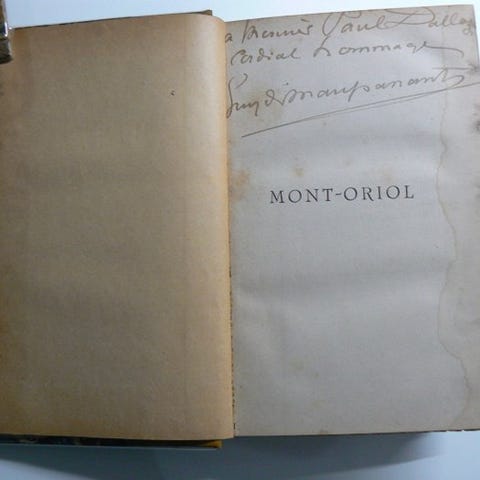 a Monsieur Paul
Cordial hommage
Guy de Maupassant
MONT-ORIOL